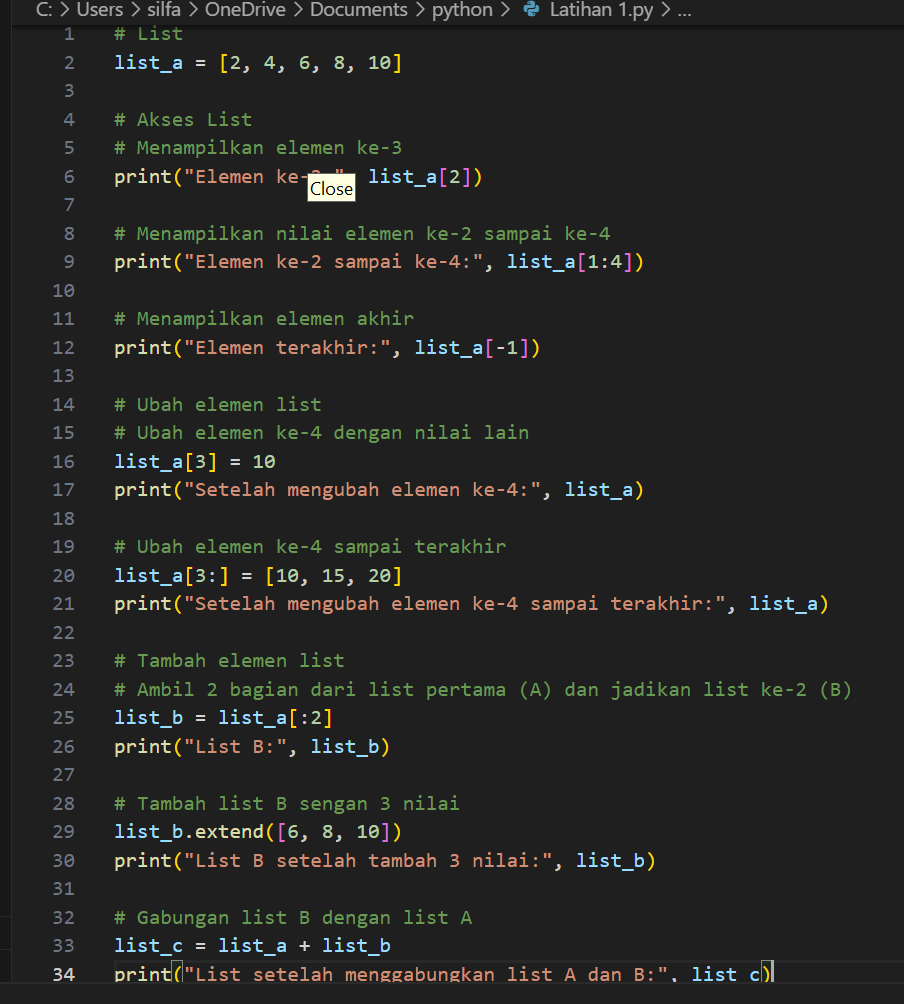 C: > Users > silfa > OneDrive > Documents > python > Latihan 1.py > ...
1 # List
2 list_a = [2, 4, 6, 8, 10]
3
4 # Akses List
5 # Menampilkan elemen ke-3
6 print("Elemen ke- ", list_a[2])
Close
7
8 # Menampilkan nilai elemen ke-2 sampai ke-4
9 print("Elemen ke-2 sampai ke-4:", list_a[1:4])
10
11 # Menampilkan elemen akhir
12 print("Elemen terakhir:", list_a[-1])
13
14 # Ubah elemen list
15 # Ubah elemen ke-4 dengan nilai lain
16 list_a[3] = 10
17 print("Setelah mengubah elemen ke-4:", list_a)
18
19 # Ubah elemen ke-4 sampai terakhir
20 list_a[3:] = [10, 15, 20]
21 print("Setelah mengubah elemen ke-4 sampai terakhir:", list_a)
22
23 # Tambah elemen list
24 # Ambil 2 bagian dari list pertama (A) dan jadikan list ke-2 (B)
25 list_b = list_a[:2]
26 print("List B:", list_b)
27
28 # Tambah list B sengan 3 nilai
29 list_b.extend([6, 8, 10])
30 print("List B setelah tambah 3 nilai:", list_b)
31
32 # Gabungan list B dengan list A
33 list_c = list_a + list_b
34 print("List setelah menggabungkan list A dan B:", list_c)